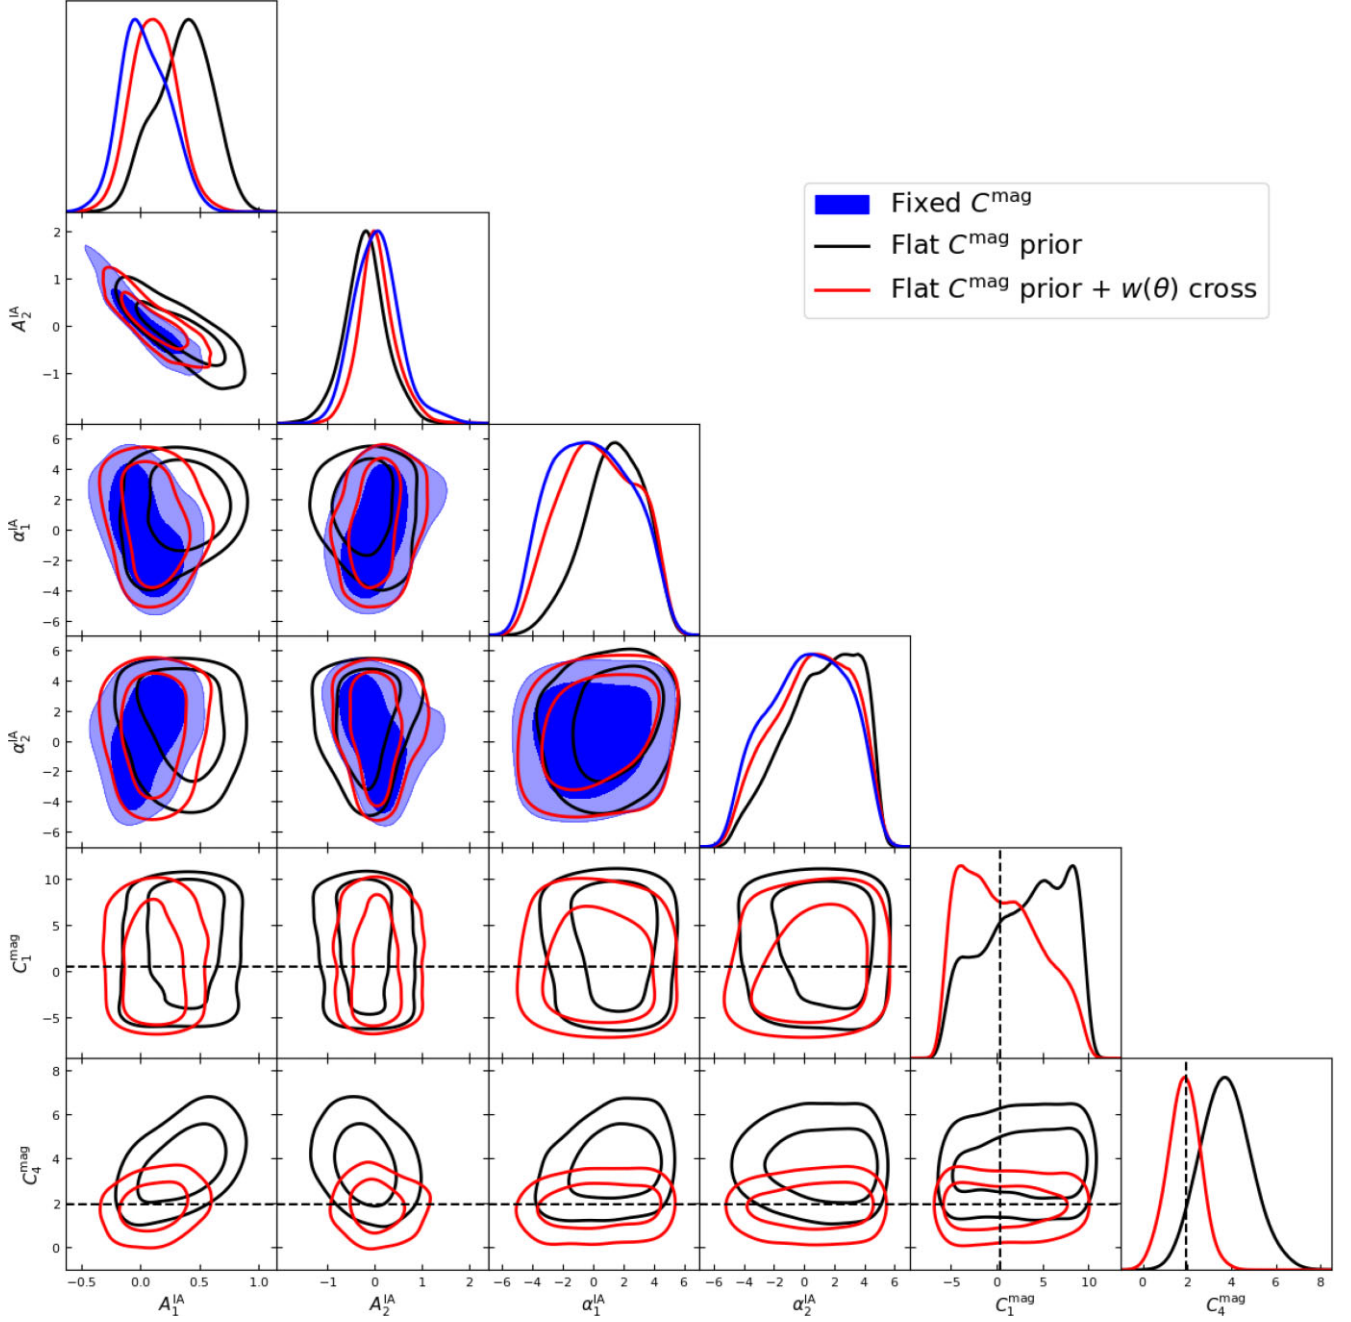 Fixed C^mag
Flat C^mag prior
Flat C^mag prior + w(θ) cross
2
1
0
−1
A_2^IA
6
4
2
0
−2
−4
−6
α_1^IA
6
4
2
0
−2
−4
−6
α_2^IA
10
5
0
−5
C_1^mag
8
6
4
2
0
C_4^mag
−0.5 0.0 0.5 1.0
−1 0 1 2
−6 −4 −2 0 2 4 6
−6 −4 −2 0 2 4 6
−5 0 5 10
0 2 4 6 8
A_1^IA
A_2^IA
α_1^IA
α_2^IA
C_1^mag
C_4^mag